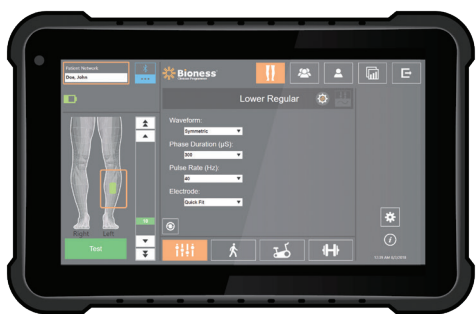 Patient Network
Doe, John
Bioness
Lower Regular
Waveform:
Symmetric
Phase Duration (µS):
300
Pulse Rate (Hz):
40
Electrode:
Quick Fit
16
Right Left
Test